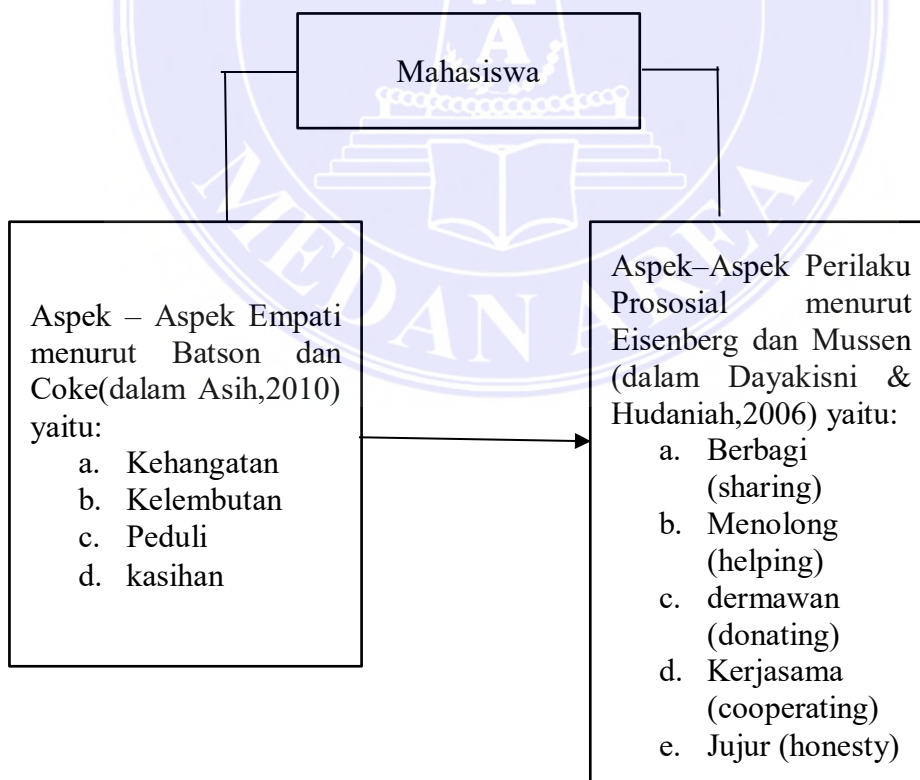 Mahasiswa
Aspek – Aspek Empati
menurut Batson dan
Coke(dalam Asih,2010)
yaitu:
a. Kehangatan
b. Kelembutan
c. Peduli
d. kasihan
Aspek–Aspek Perilaku
Prososial menurut
Eisenberg dan Mussen
(dalam Dayakisni &
Hudaniah,2006) yaitu:
a. Berbagi
(sharing)
b. Menolong
(helping)
c. dermawan
(donating)
d. Kerjasama
(cooperating)
e. Jujur (honesty)
MEDAN AREA